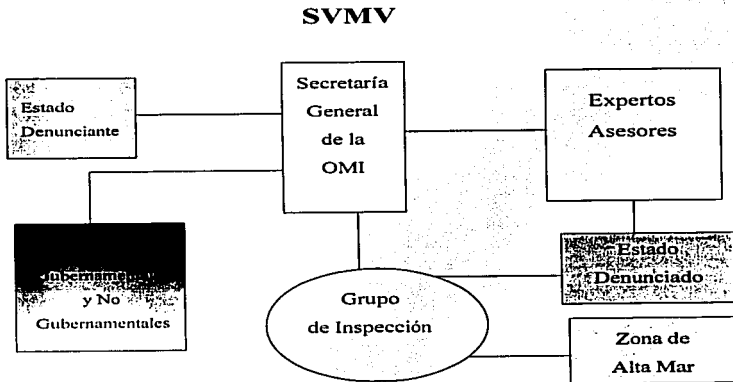 SVMV
Estado
Denunciante
Secretaría
General
de la
OMI
Expertos
Asesores
y No
Gubernamentales
Grupo
de Inspección
Estado
Denunciado
Zona de
Alta Mar